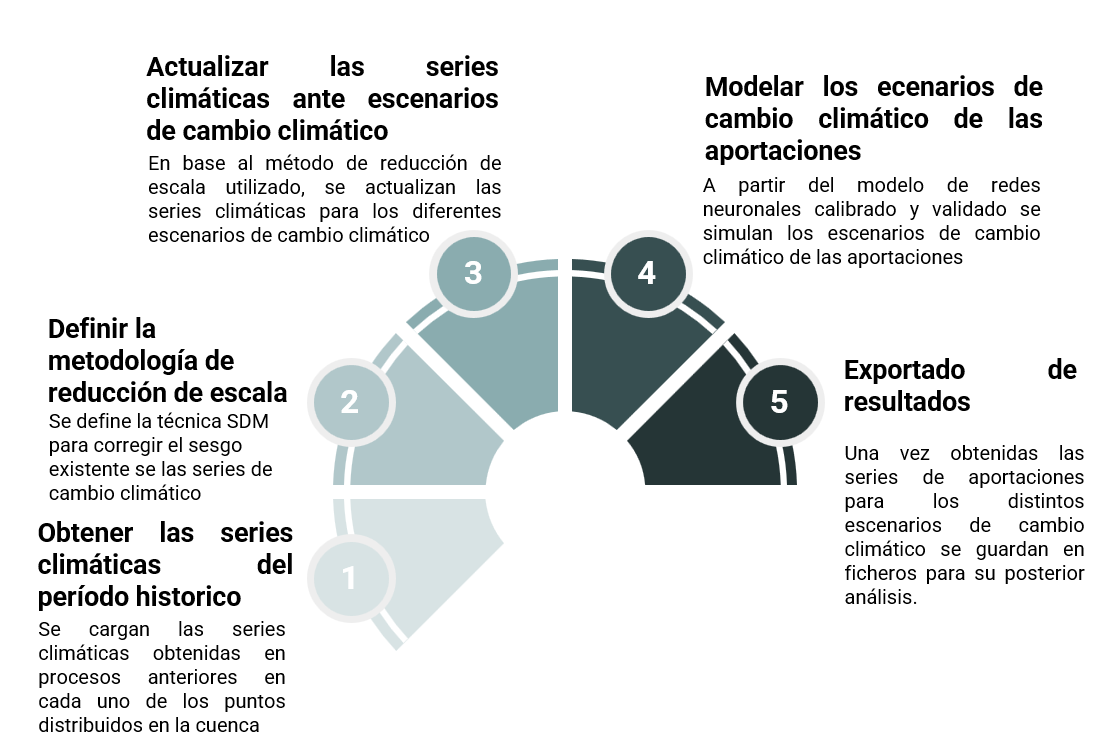 Obtener las series
climáticas del
período historico
Se cargan las series
climáticas obtenidas en
procesos anteriores en
cada uno de los puntos
distribuidos en la cuenca
1
Definir la
metodología de
reducción de escala
Se define la técnica SDM
para corregir el sesgo
existente se las series de
cambio climático
2
Actualizar las series
climáticas ante escenarios
de cambio climático
En base al método de reducción de
escala utilizado, se actualizan las
series climáticas para los diferentes
escenarios de cambio climático
3
Modelar los ecenarios de
cambio climático de las
aportaciones
A partir del modelo de redes
neuronales calibrado y validado se
simulan los escenarios de cambio
climático de las aportaciones
4
Exportado de
resultados
Una vez obtenidas las
series de aportaciones
para los distintos
escenarios de cambio
climático se guardan en
ficheros para su posterior
análisis.
5